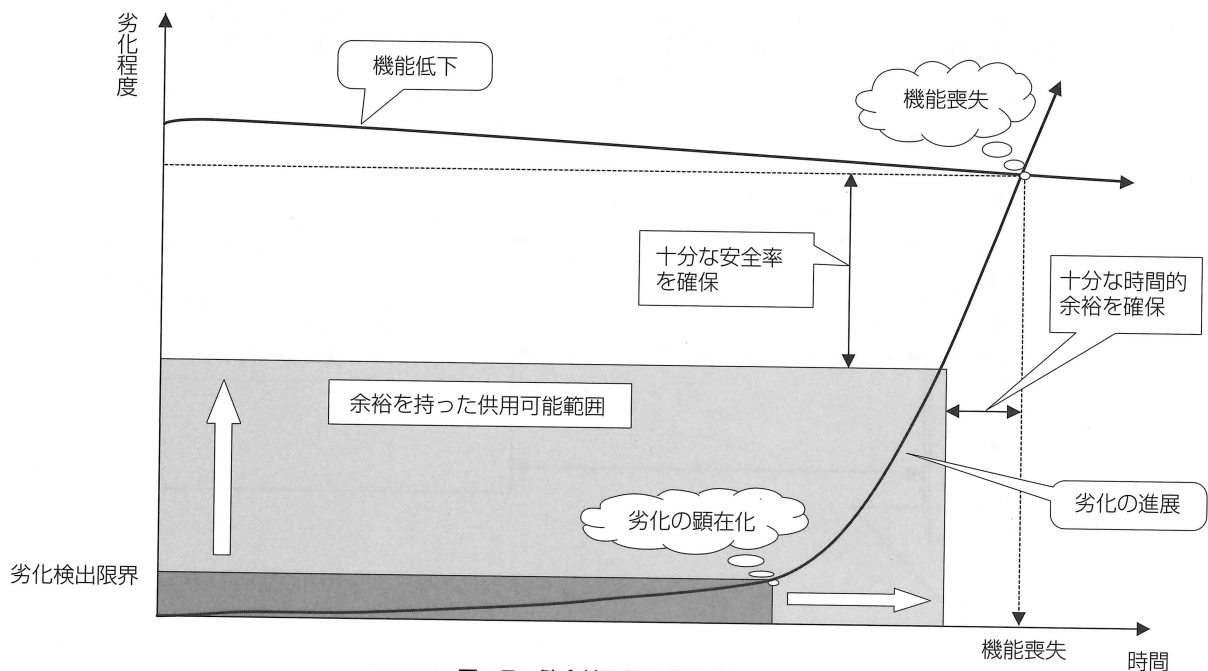 劣化程度
機能低下
機能喪失
十分な安全率
を確保
十分な時間的
余裕を確保
余裕を持った供用可能範囲
劣化の顕在化
劣化の進展
劣化検出限界
機能喪失
時間